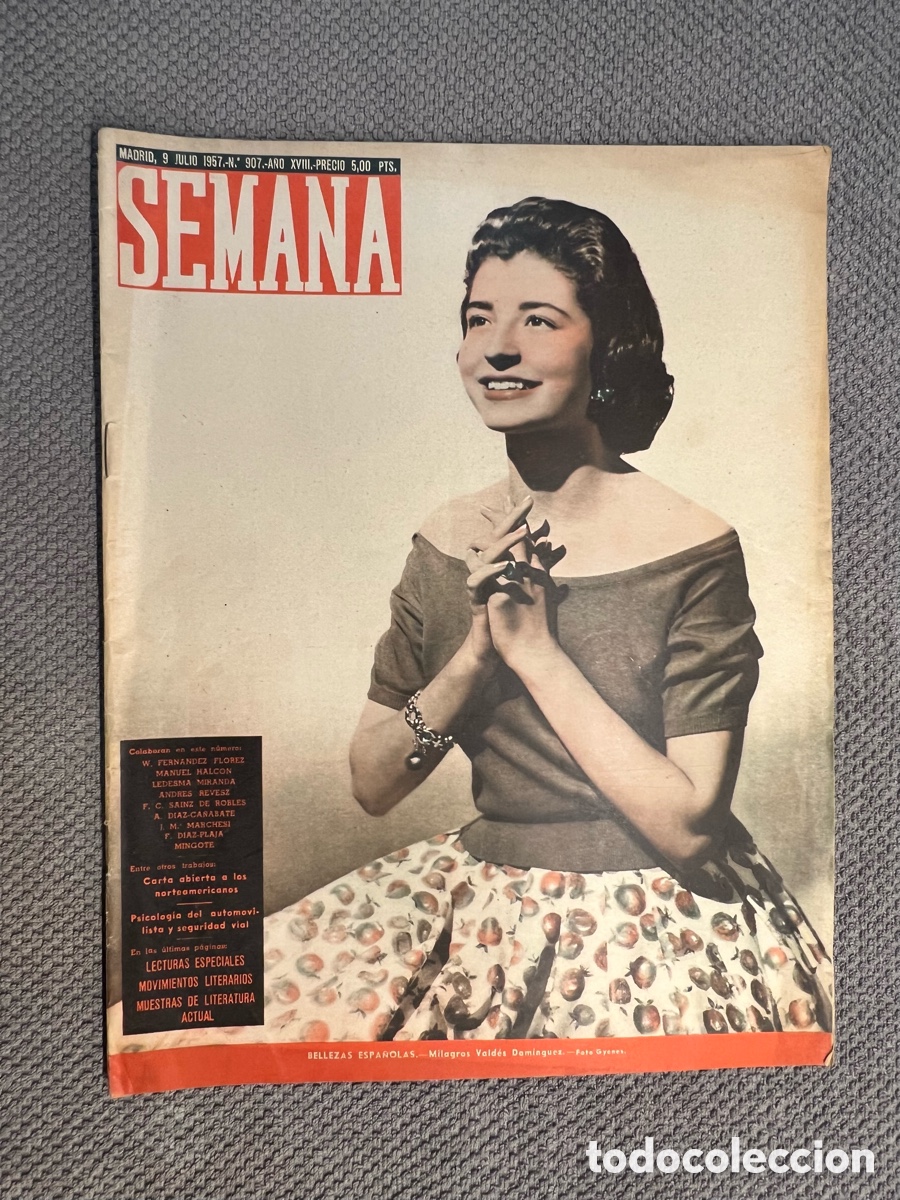 MADRID, 9 JULIO 1957.-N.º 907.-AÑO XVIII.-PRECIO 5,00 PTS.
SEMANA
Colaboran en este número:
W. FERNANDEZ FLOREZ
MANUEL HALCON
LEDESMA MIRANDA
ANDRES REVESZ
F. C. SAINZ DE ROBLES
A. DIAZ-CAÑABATE
J. M.ª MARCHESI
F. DIAZ-PLAJA
MINGOTE
Entre otros trabajos:
Carta abierta a los
norteamericanos
Psicología del automovi-
lista y seguridad vial
En las últimas páginas:
LECTURAS ESPECIALES
MOVIMIENTOS LITERARIOS
MUESTRAS DE LITERATURA
ACTUAL
BELLEZAS ESPAÑOLAS.—Milagros Valdés Domínguez.—Foto Gyenes.
todocoleccion